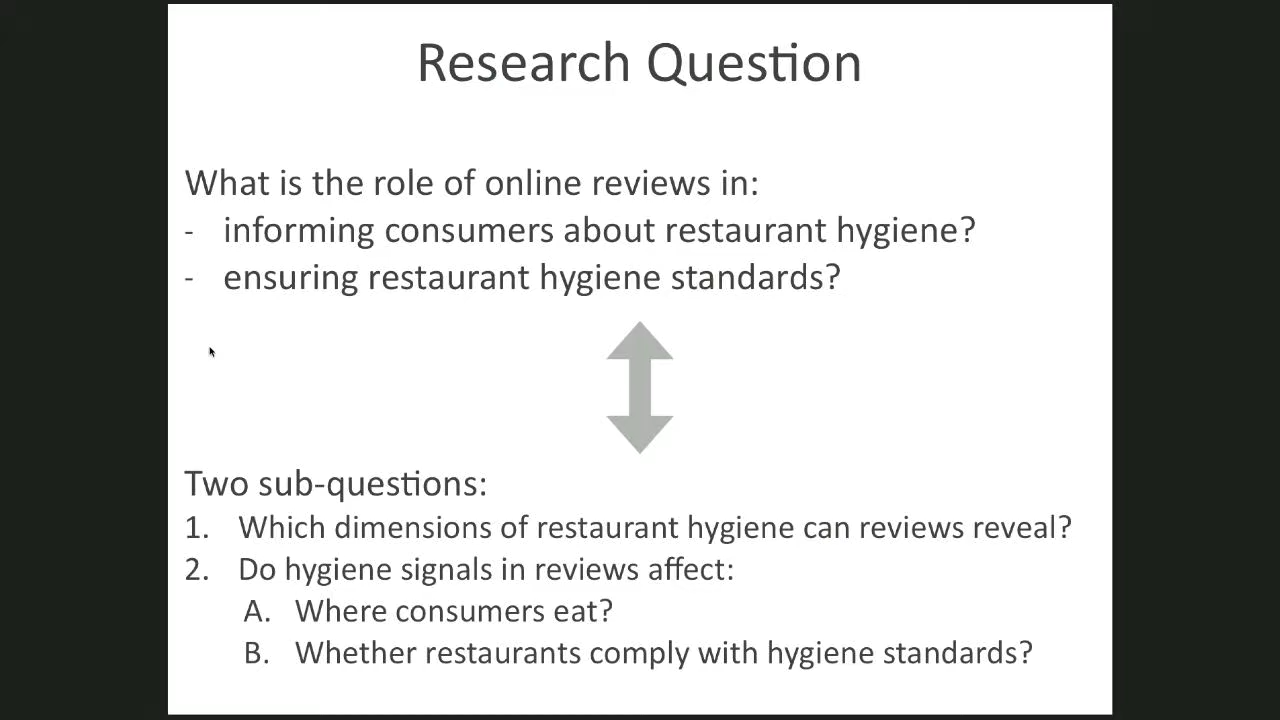 Research Question
What is the role of online reviews in:
- informing consumers about restaurant hygiene?
- ensuring restaurant hygiene standards?
Two sub-questions:
1. Which dimensions of restaurant hygiene can reviews reveal?
2. Do hygiene signals in reviews affect:
A. Where consumers eat?
B. Whether restaurants comply with hygiene standards?